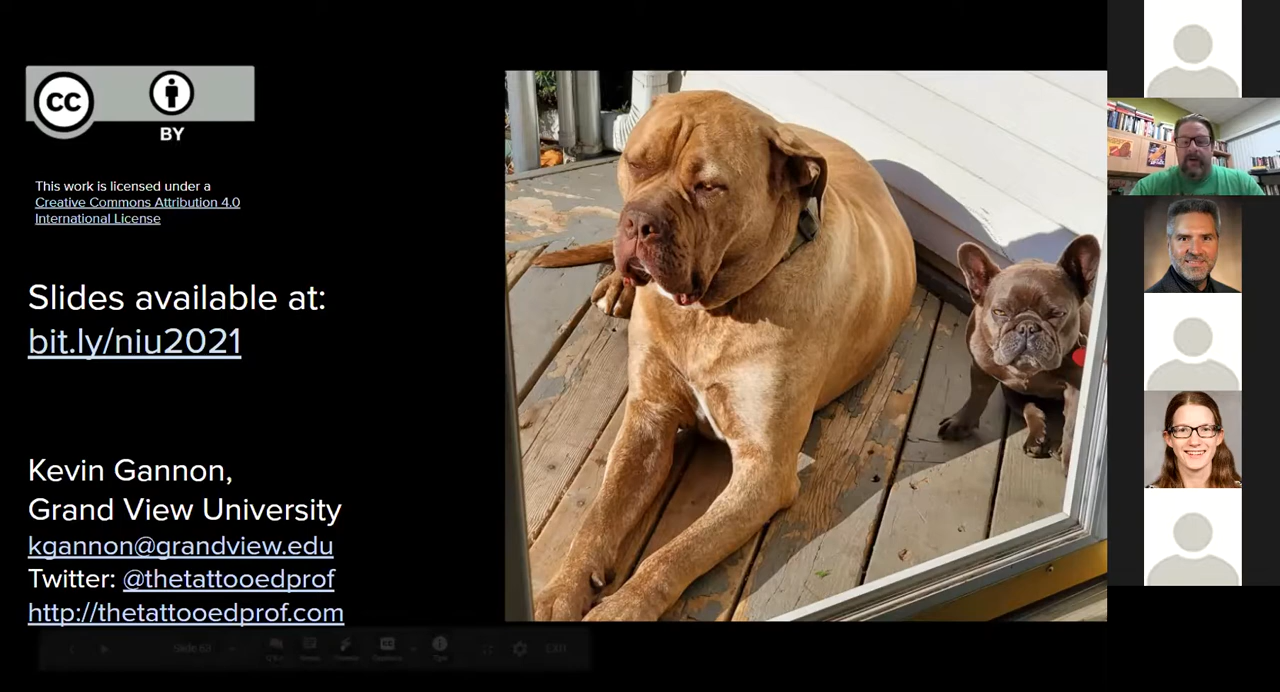 CC
BY
This work is licensed under a
Creative Commons Attribution 4.0
International License
Slides available at:
bit.ly/niu2021
Kevin Gannon,
Grand View University
kgannon@grandview.edu
Twitter: @thetattooedprof
http://thetattooedprof.com